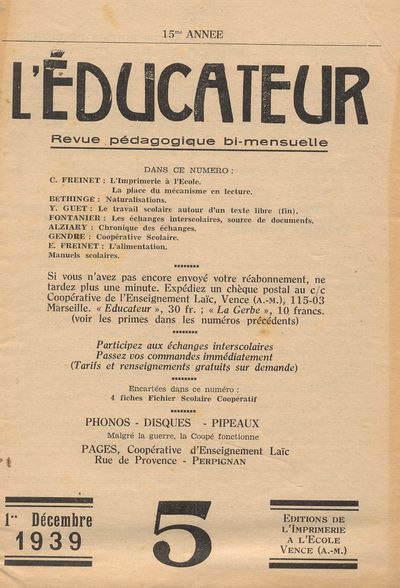 15me ANNEE
L'ÉDUCATEUR
Revue pédagogique bi-mensuelle
DANS CE NUMERO :
C. FREINET : L'Imprimerie à l'Ecole.
La place du mécanisme en lecture.
BETHINGE : Naturalisations.
Y. GUET : Le travail scolaire autour d'un texte libre (fin).
FONTANIER : Les échanges interscolaires, source de documents.
ALZIARY : Chronique des échanges.
GENDRE : Coopérative Scolaire.
E. FREINET : L'alimentation.
Manuels scolaires.
Si vous n'avez pas encore envoyé votre réabonnement, ne
tardez plus une minute. Expédiez un chèque postal au c/c
Coopérative de l'Enseignement Laïc, Vence (A.-M.), 115-03
Marseille. « Educateur », 30 fr. ; « La Gerbe », 10 francs.
(voir les primes dans les numéros précédents)
Participez aux échanges interscolaires
Passez vos commandes immédiatement
(Tarifs et renseignements gratuits sur demande)
Encartées dans ce numéro :
4 fiches Fichier Scolaire Coopératif
PHONOS - DISQUES - PIPEAUX
Malgré la guerre, la Coopé fonctionne
PAGES, Coopérative d'Enseignement Laïc
Rue de Provence - PERPIGNAN
1er Décembre
1939
5
EDITIONS DE
L'IMPRIMERIE
A L'ECOLE
VENCE (A.-M.)